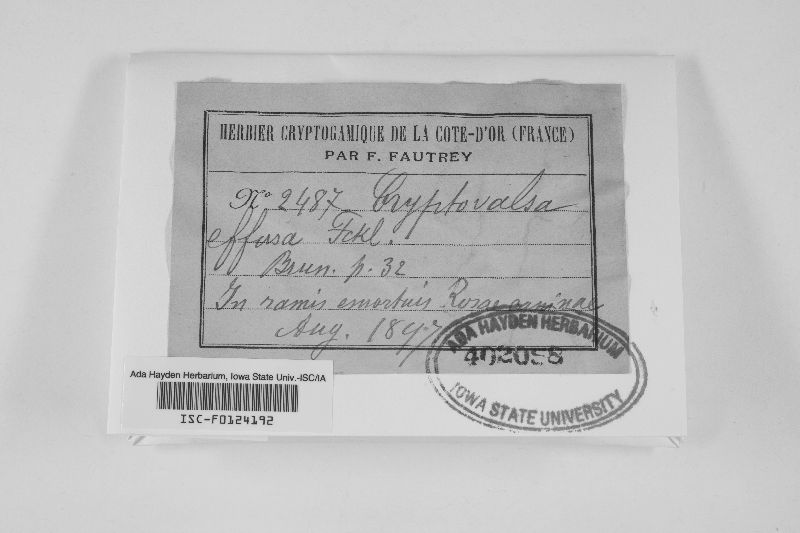 HERBIER CRYPTOGAMIQUE DE LA COTE-D'OR (FRANCE)
PAR F. FAUTREY
No 2487 Cryptovalsa
effusa Fckl.
Brun. p. 32
In ramis emortuis Rosae caninae
Aug. 1897
ADA HAYDEN HERBARIUM
402098
IOWA STATE UNIVERSITY
Ada Hayden Herbarium, Iowa State Univ.-ISC/IA
ISC-F0124192